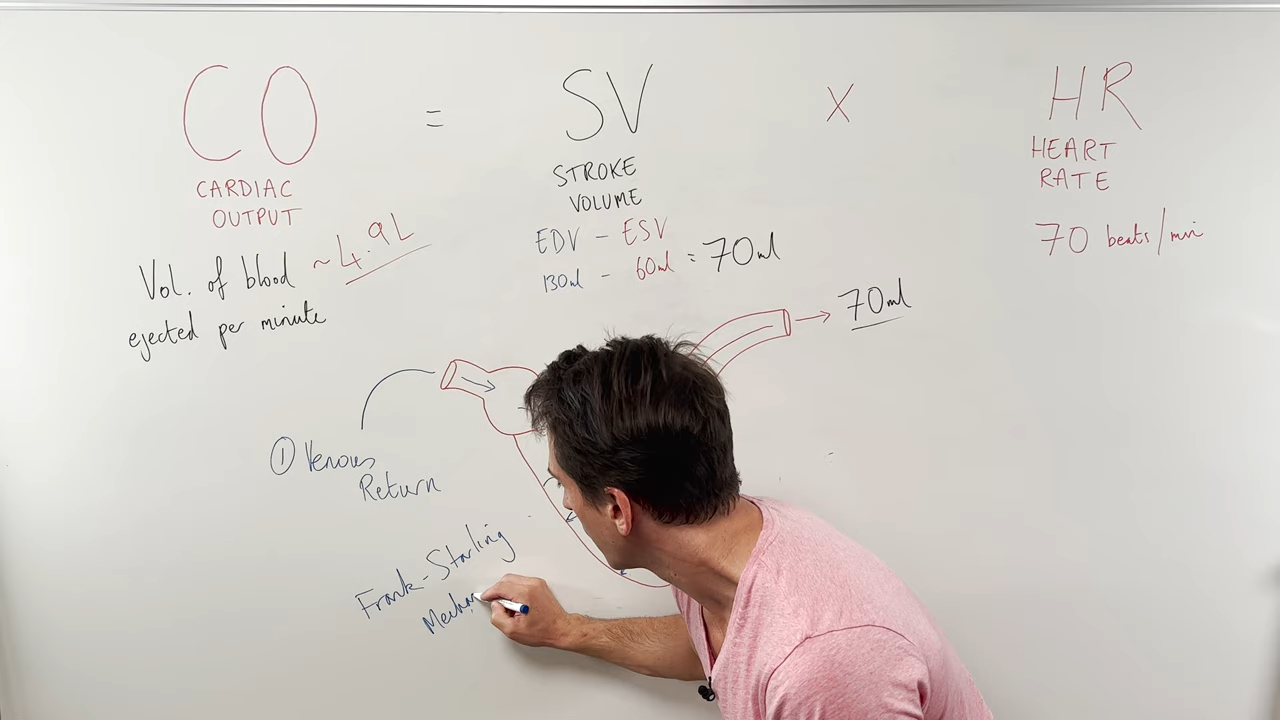 CO = SV X HR
CARDIAC
OUTPUT
STROKE
VOLUME
HEART
RATE
Vol. of blood
ejected per minute
~4.9L
EDV - ESV
130ml - 60ml = 70ml
70 beats/min
70ml
① Venous
Return
Frank-Starling
Mechan